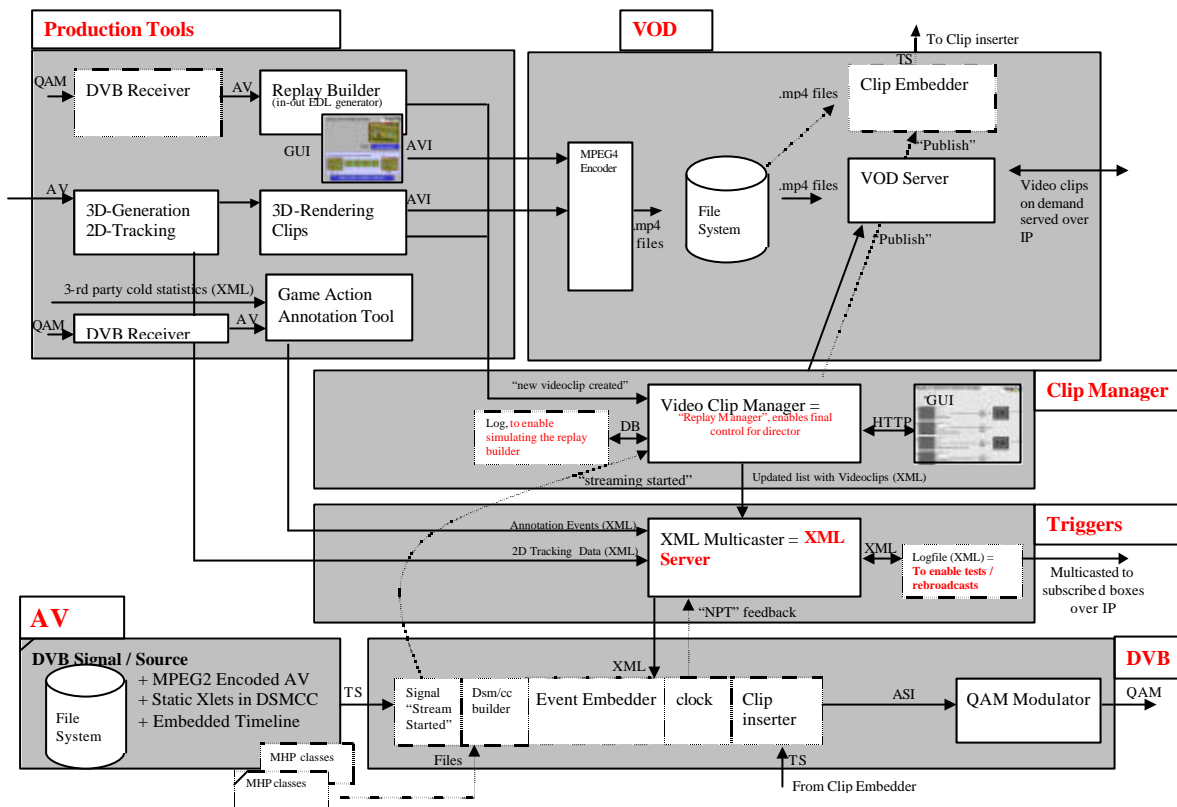 Production Tools
VOD
To Clip inserter
TS
QAM
DVB Receiver
AV
Replay Builder
(in-out EDL generator)
GUI
AVI
.mp4 files
Clip Embedder
"Publish"
MPEG4
Encoder
File
System
.mp4 files
VOD Server
Video clips
on demand
served over
IP
AV
3D-Generation
2D-Tracking
3D-Rendering
Clips
AVI
.mp4
files
"Publish"
3-rd party cold statistics (XML)
Game Action
Annotation Tool
QAM
DVB Receiver
AV
Clip Manager
"new videoclip created"
Video Clip Manager =
"Replay Manager", enables final
control for director
HTTP
GUI
Log, to enable
simulating the replay
builder
DB
"streaming started"
Updated list with Videoclips (XML)
Triggers
Annotation Events (XML)
2D Tracking Data (XML)
XML Multicaster = XML
Server
XML
Logfile (XML) =
To enable tests /
rebroadcasts
Multicasted to
subscribed boxes
over IP
"NPT" feedback
AV
DVB
DVB Signal / Source
+ MPEG2 Encoded AV
+ Static Xlets in DSMCC
+ Embedded Timeline
File
System
TS
XML
Signal
"Stream
Started"
Dsm/cc
builder
Event Embedder
clock
Clip
inserter
ASI
QAM Modulator
QAM
MHP classes
MHP classes
Files
TS
From Clip Embedder